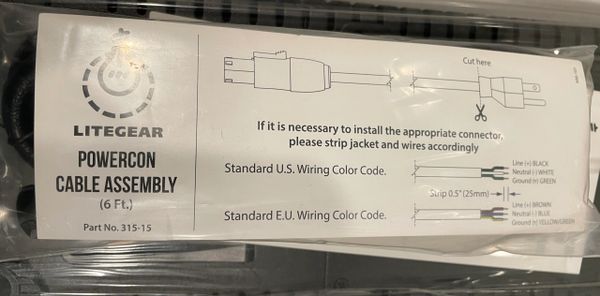 LITEGEAR
POWERCON
CABLE ASSEMBLY
(6 Ft.)
Part No. 315-15
Cut here
If it is necessary to install the appropriate connector,
please strip jacket and wires accordingly
Standard U.S. Wiring Color Code.
Line (+) BLACK
Neutral (-) WHITE
Ground (=) GREEN
Strip 0.5" (25mm)
Standard E.U. Wiring Color Code.
Line (+) BROWN
Neutral (-) BLUE
Ground (=) YELLOW/GREEN